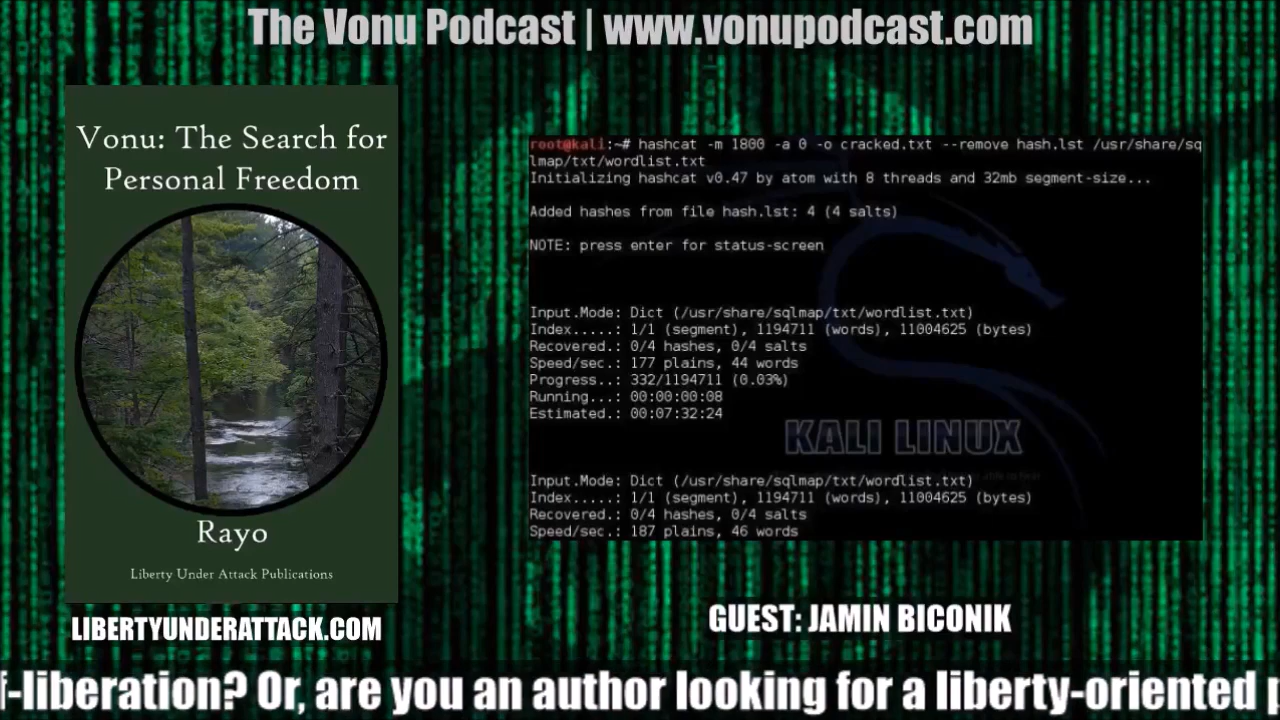 The Vonu Podcast | www.vonupodcast.com
Vonu: The Search for
Personal Freedom
Rayo
Liberty Under Attack Publications
LIBERTYUNDERATTACK.COM
root@kali:~# hashcat -m 1800 -a 0 -o cracked.txt --remove hash.lst /usr/share/sq
lmap/txt/wordlist.txt
Initializing hashcat v0.47 by atom with 8 threads and 32mb segment-size...
Added hashes from file hash.lst: 4 (4 salts)
NOTE: press enter for status-screen
Input.Mode: Dict (/usr/share/sqlmap/txt/wordlist.txt)
Index.....: 1/1 (segment), 1194711 (words), 11004625 (bytes)
Recovered.: 0/4 hashes, 0/4 salts
Speed/sec.: 177 plains, 44 words
Progress..: 332/1194711 (0.03%)
Running...: 00:00:00:08
Estimated.: 00:07:32:24
KALI LINUX
Input.Mode: Dict (/usr/share/sqlmap/txt/wordlist.txt)
Index.....: 1/1 (segment), 1194711 (words), 11004625 (bytes)
Recovered.: 0/4 hashes, 0/4 salts
Speed/sec.: 187 plains, 46 words
GUEST: JAMIN BICONIK
f-liberation? Or, are you an author looking for a liberty-oriented p